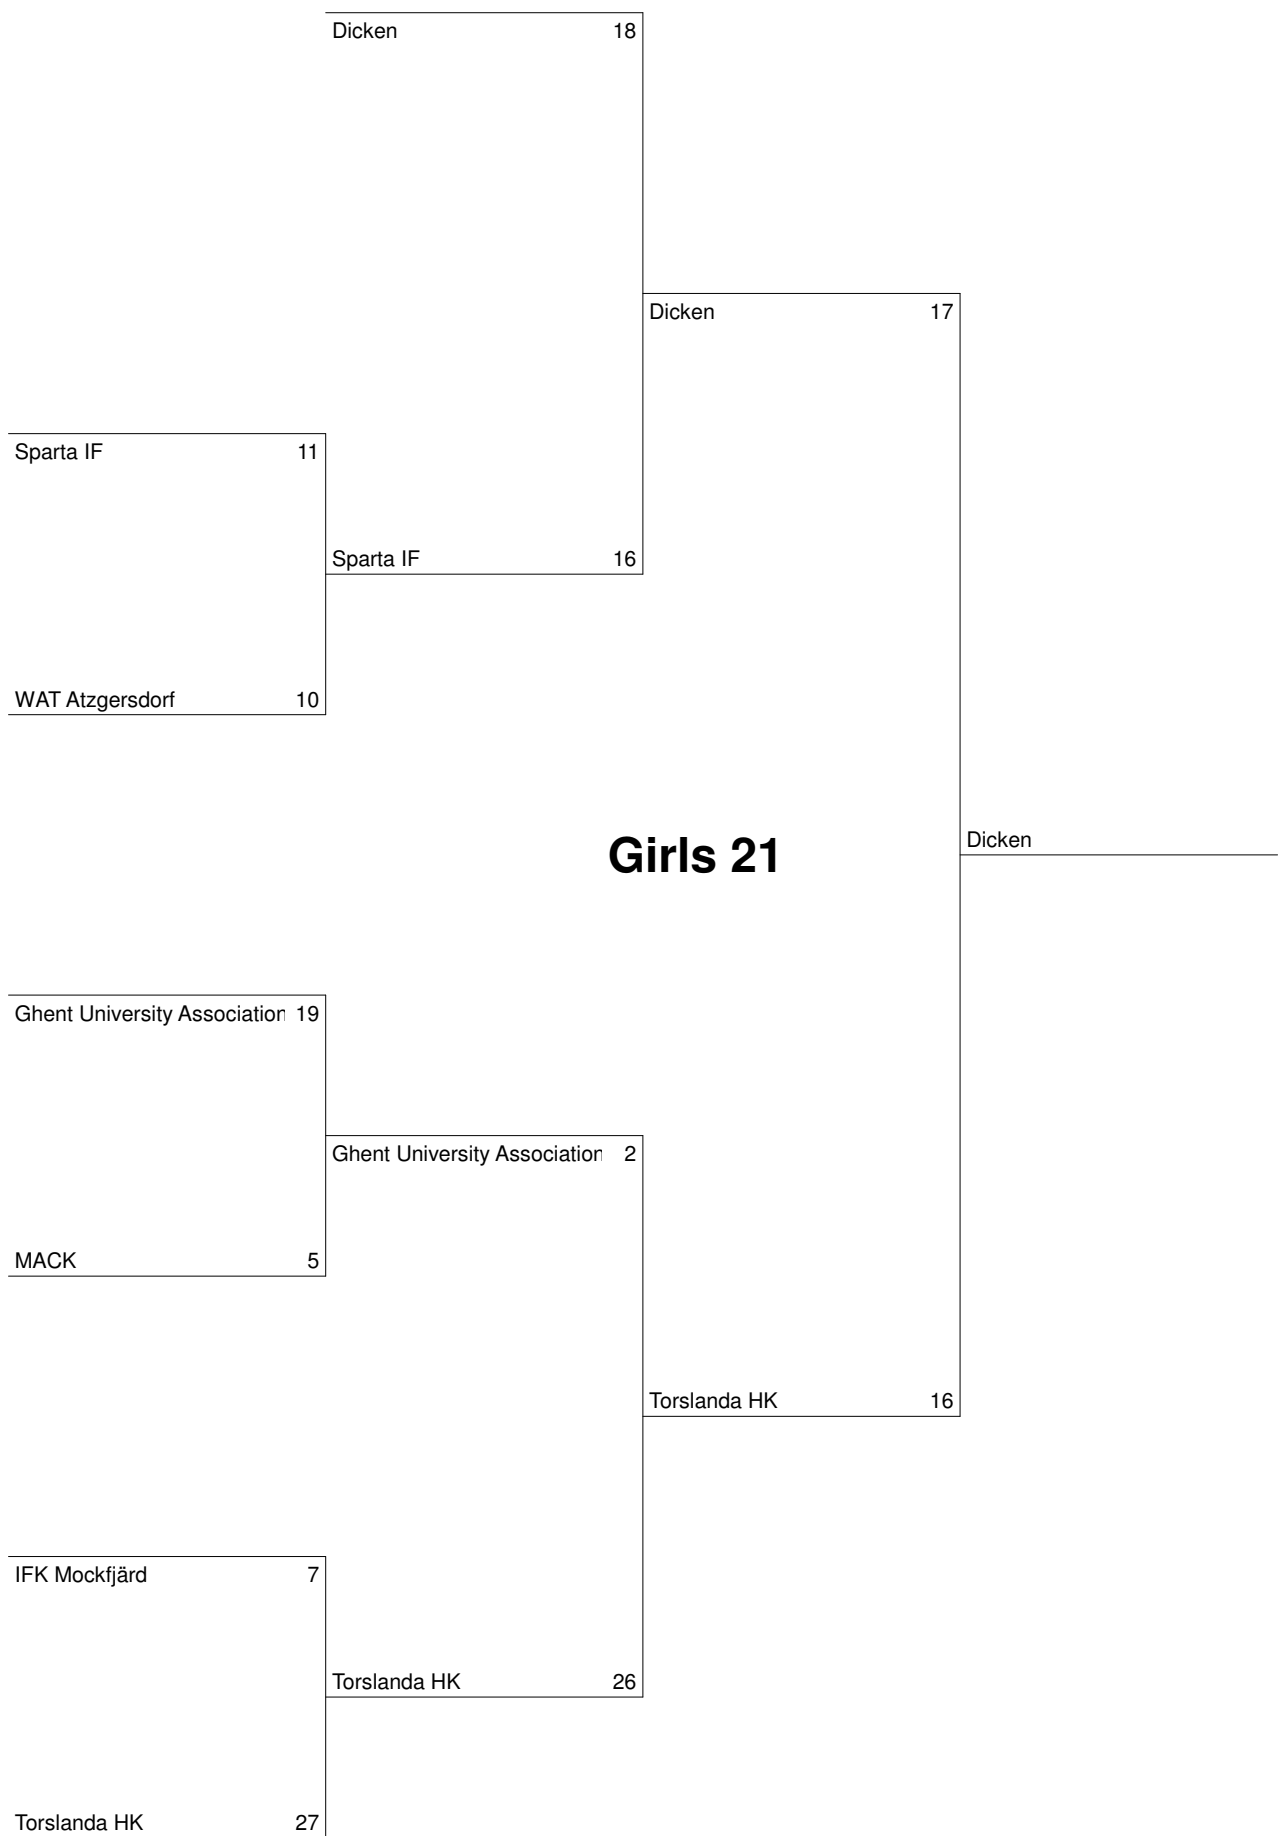 Dicken 18
Dicken 17
Sparta IF 11
Sparta IF 16
WAT Atzgersdorf 10
Girls 21
Dicken
Ghent University Association 19
Ghent University Association 2
MACK 5
Torslanda HK 16
IFK Mockfjärd 7
Torslanda HK 26
Torslanda HK 27